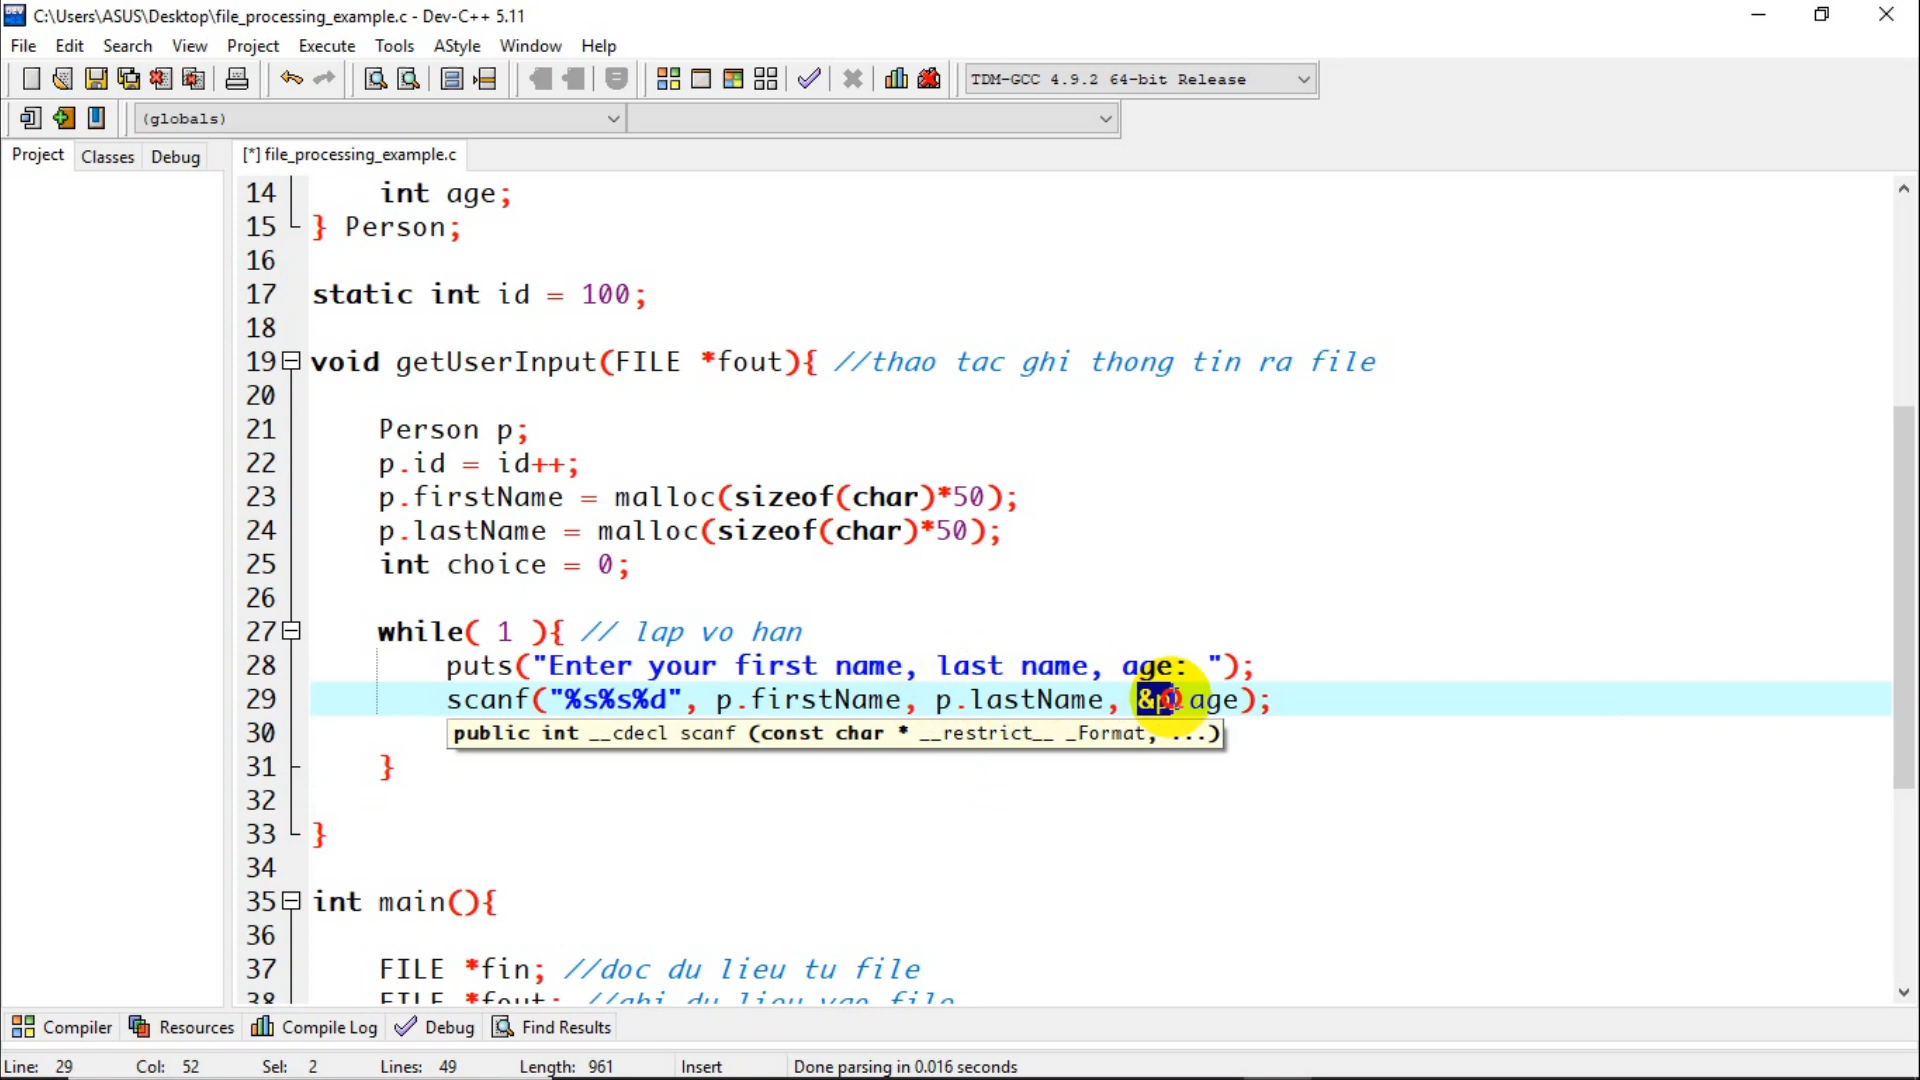 C:\Users\ASUS\Desktop\file_processing_example.c - Dev-C++ 5.11
File Edit Search View Project Execute Tools AStyle Window Help
TDM-GCC 4.9.2 64-bit Release
(globals)
Project Classes Debug [*] file_processing_example.c
14 int age;
15 } Person;
16
17 static int id = 100;
18
19 void getUserInput(FILE *fout){ //thao tac ghi thong tin ra file
20
21 Person p;
22 p.id = id++;
23 p.firstName = malloc(sizeof(char)*50);
24 p.lastName = malloc(sizeof(char)*50);
25 int choice = 0;
26
27 while( 1 ){ // lap vo han
28 puts("Enter your first name, last name, age: ");
29 scanf("%s%s%d", p.firstName, p.lastName, &p.age);
30 public int __cdecl scanf (const char * __restrict__ _Format, ...)
31 }
32
33 }
34
35 int main(){
36
37 FILE *fin; //doc du lieu tu file
38 FILE *fout; //ghi du lieu vao file
Compiler Resources Compile Log Debug Find Results
Line: 29 Col: 52 Sel: 2 Lines: 49 Length: 961 Insert Done parsing in 0.016 seconds